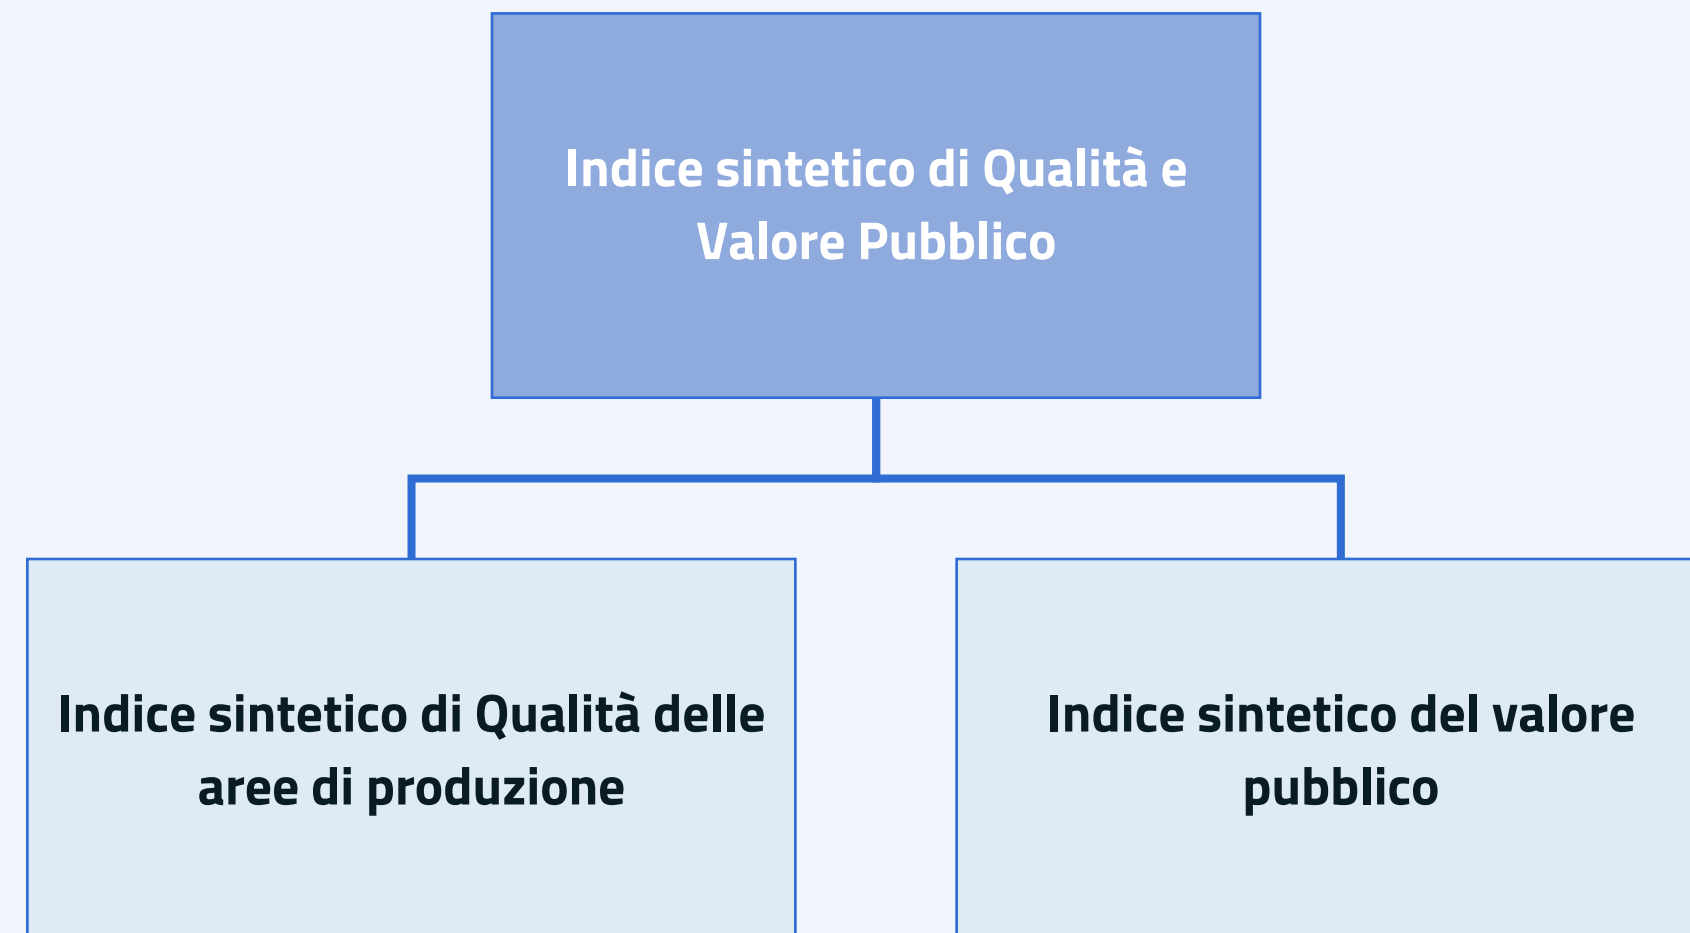 Indice sintetico di Qualità e
Valore Pubblico
Indice sintetico di Qualità delle
aree di produzione
Indice sintetico del valore
pubblico